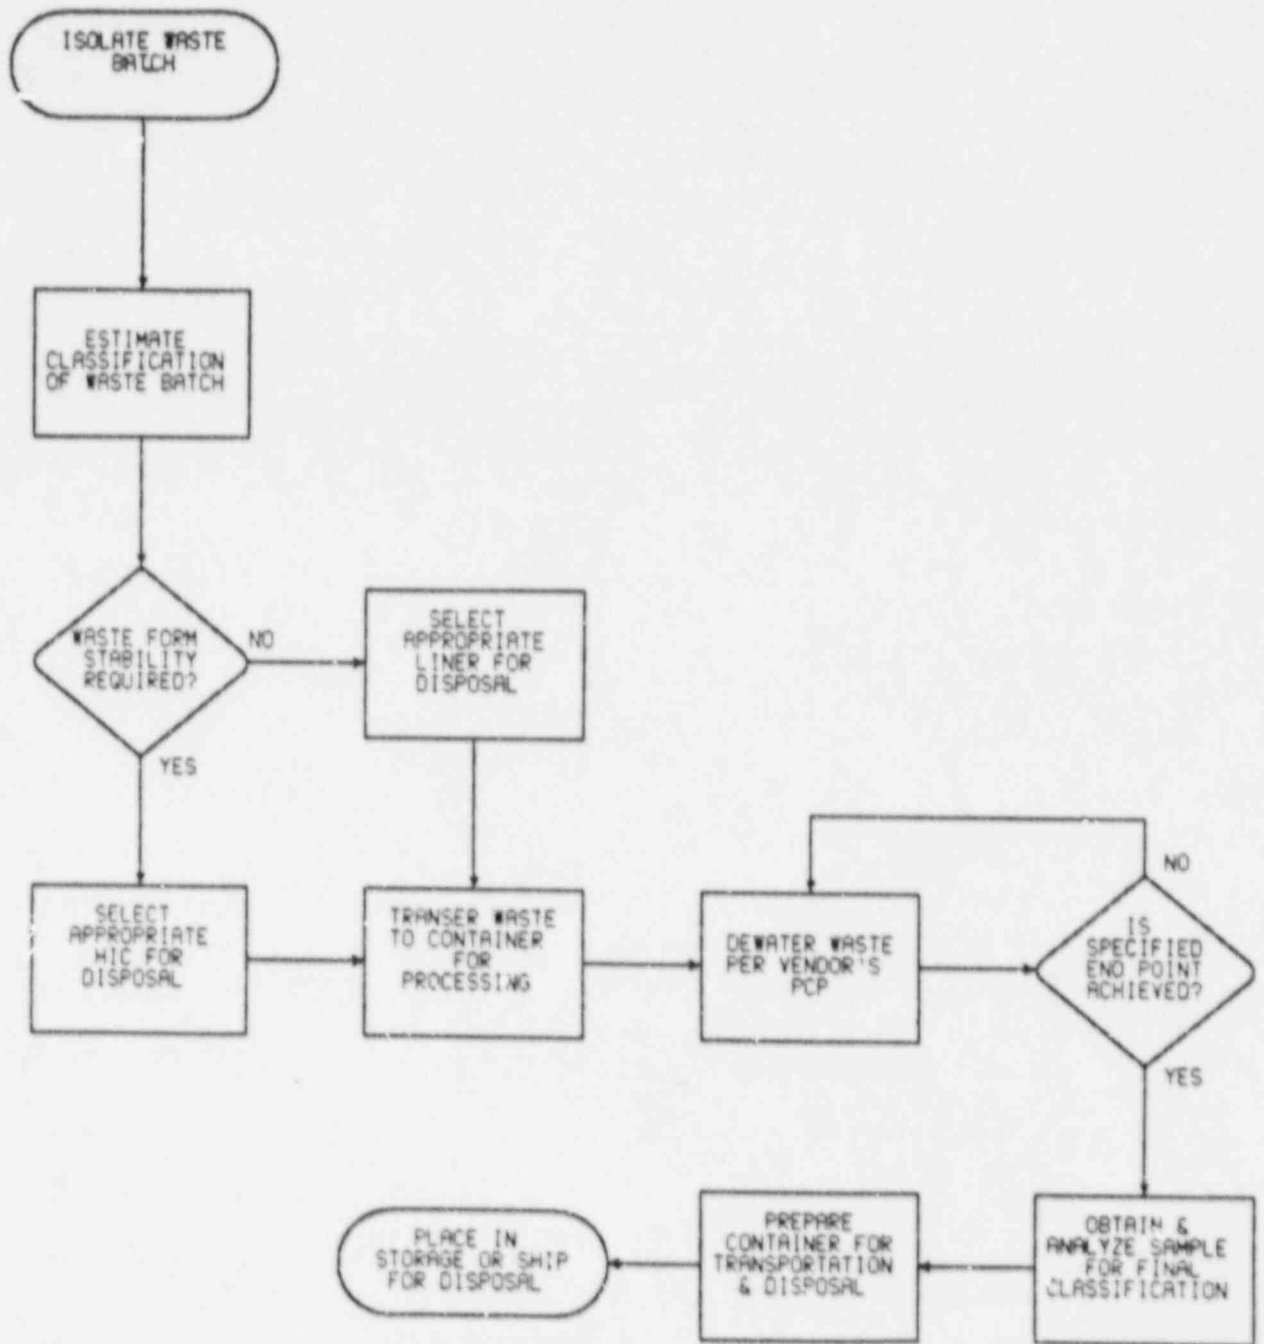 ISOLATE WASTE
BATCH
ESTIMATE
CLASSIFICATION
OF WASTE BATCH
WASTE FORM
STABILITY
REQUIRED?
NO
YES
SELECT
APPROPRIATE
LINER FOR
DISPOSAL
SELECT
APPROPRIATE
HIC FOR
DISPOSAL
TRANSER WASTE
TO CONTAINER
FOR
PROCESSING
DEWATER WASTE
PER VENDOR'S
PCP
IS
SPECIFIED
END POINT
ACHIEVED?
NO
YES
OBTAIN &
ANALYZE SAMPLE
FOR FINAL
CLASSIFICATION
PREPARE
CONTAINER FOR
TRANSPORTATION
& DISPOSAL
PLACE IN
STORAGE OR SHIP
FOR DISPOSAL